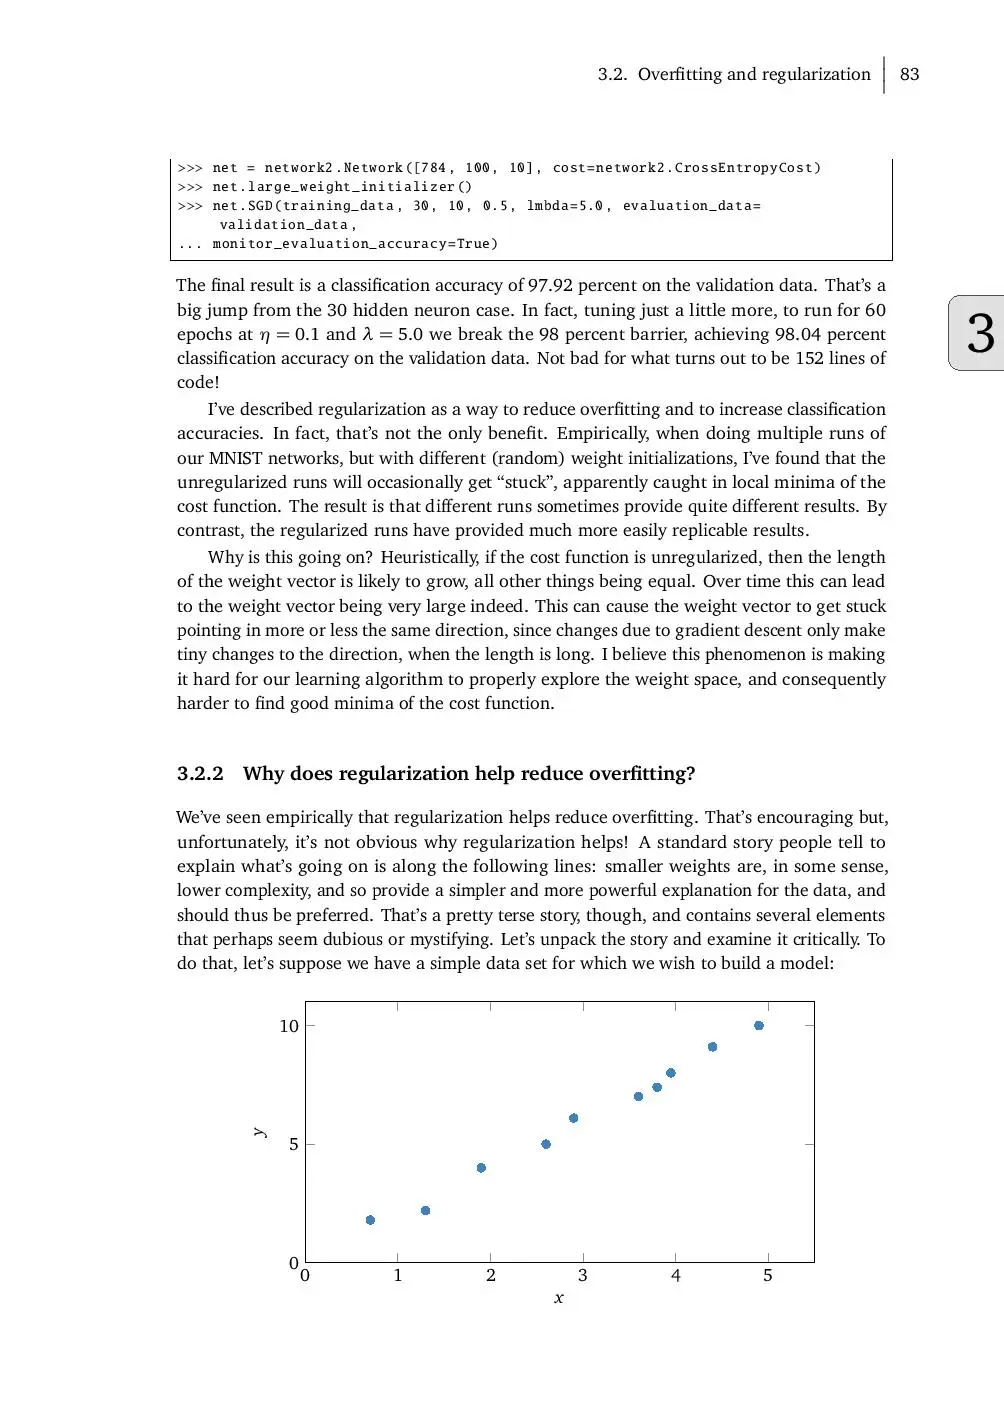 3.2. Overfitting and regularization 83
>>> net = network2.Network([784, 100, 10], cost=network2.CrossEntropyCost)
>>> net.large_weight_initializer()
>>> net.SGD(training_data, 30, 10, 0.5, lmbda=5.0, evaluation_data=
validation_data,
... monitor_evaluation_accuracy=True)
The final result is a classification accuracy of 97.92 percent on the validation data. That’s a
big jump from the 30 hidden neuron case. In fact, tuning just a little more, to run for 60
epochs at η = 0.1 and λ = 5.0 we break the 98 percent barrier, achieving 98.04 percent
classification accuracy on the validation data. Not bad for what turns out to be 152 lines of
code!
3
I’ve described regularization as a way to reduce overfitting and to increase classification
accuracies. In fact, that’s not the only benefit. Empirically, when doing multiple runs of
our MNIST networks, but with different (random) weight initializations, I’ve found that the
unregularized runs will occasionally get “stuck”, apparently caught in local minima of the
cost function. The result is that different runs sometimes provide quite different results. By
contrast, the regularized runs have provided much more easily replicable results.
Why is this going on? Heuristically, if the cost function is unregularized, then the length
of the weight vector is likely to grow, all other things being equal. Over time this can lead
to the weight vector being very large indeed. This can cause the weight vector to get stuck
pointing in more or less the same direction, since changes due to gradient descent only make
tiny changes to the direction, when the length is long. I believe this phenomenon is making
it hard for our learning algorithm to properly explore the weight space, and consequently
harder to find good minima of the cost function.
3.2.2 Why does regularization help reduce overfitting?
We’ve seen empirically that regularization helps reduce overfitting. That’s encouraging but,
unfortunately, it’s not obvious why regularization helps! A standard story people tell to
explain what’s going on is along the following lines: smaller weights are, in some sense,
lower complexity, and so provide a simpler and more powerful explanation for the data, and
should thus be preferred. That’s a pretty terse story, though, and contains several elements
that perhaps seem dubious or mystifying. Let’s unpack the story and examine it critically. To
do that, let’s suppose we have a simple data set for which we wish to build a model:
10
y
5
0
0 1 2 3 4 5
x